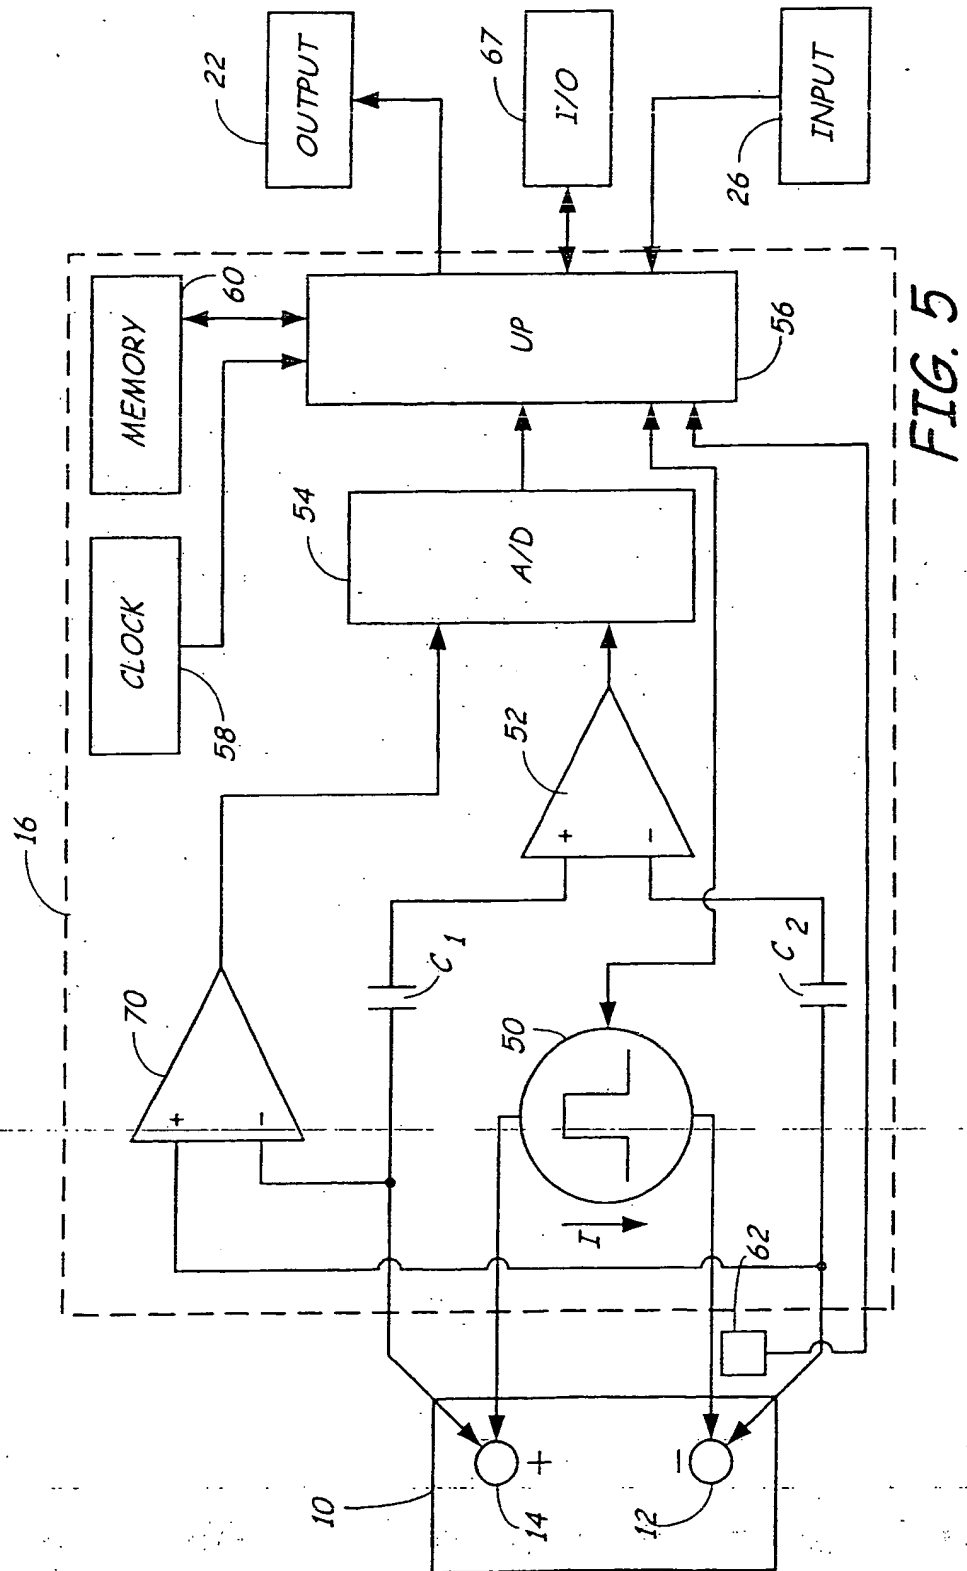 16
CLOCK
58
MEMORY
60
70
+
−
C1
+
−
52
A/D
54
UP
56
OUTPUT
22
I/O
67
INPUT
26
50
I
62
C2
10
14
+
−
12
FIG. 5